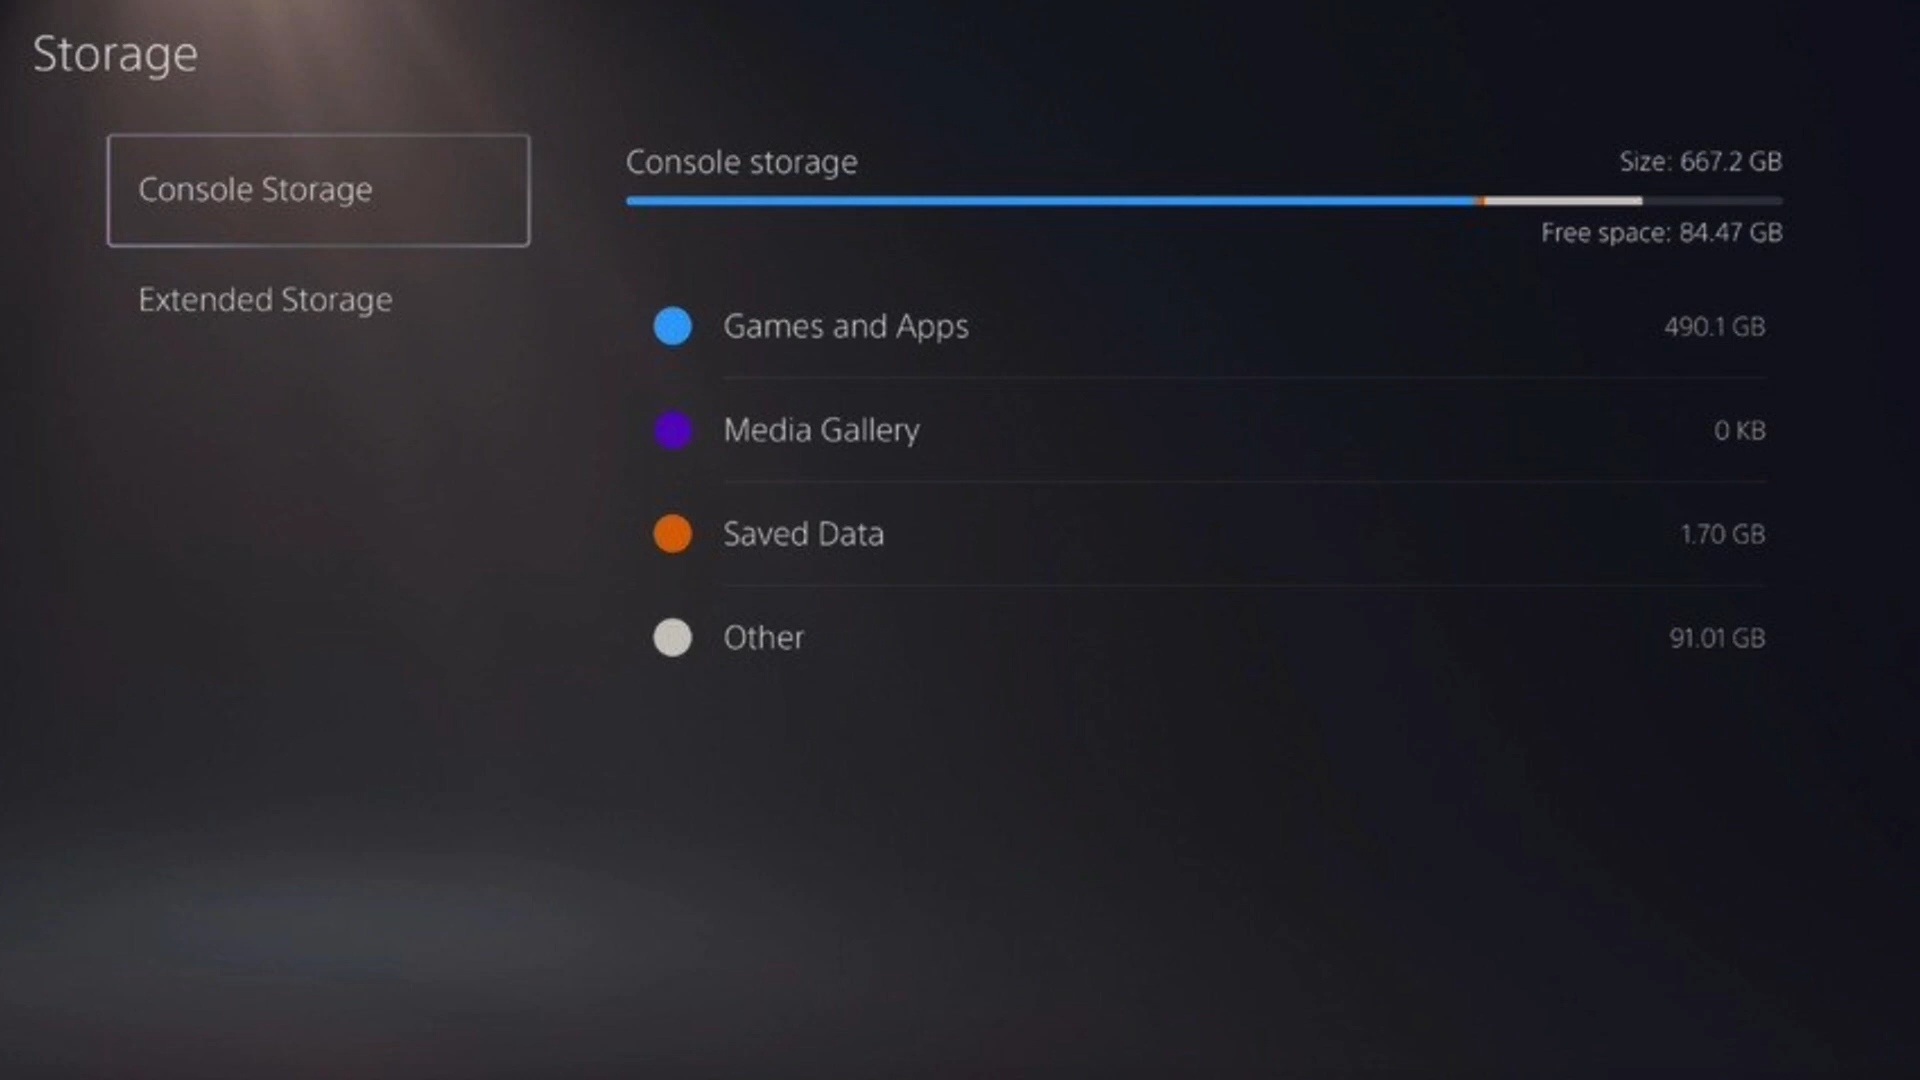 Storage
Console Storage
Extended Storage
Console storage
Size: 667.2 GB
Free space: 84.47 GB
Games and Apps
490.1 GB
Media Gallery
0 KB
Saved Data
1.70 GB
Other
91.01 GB